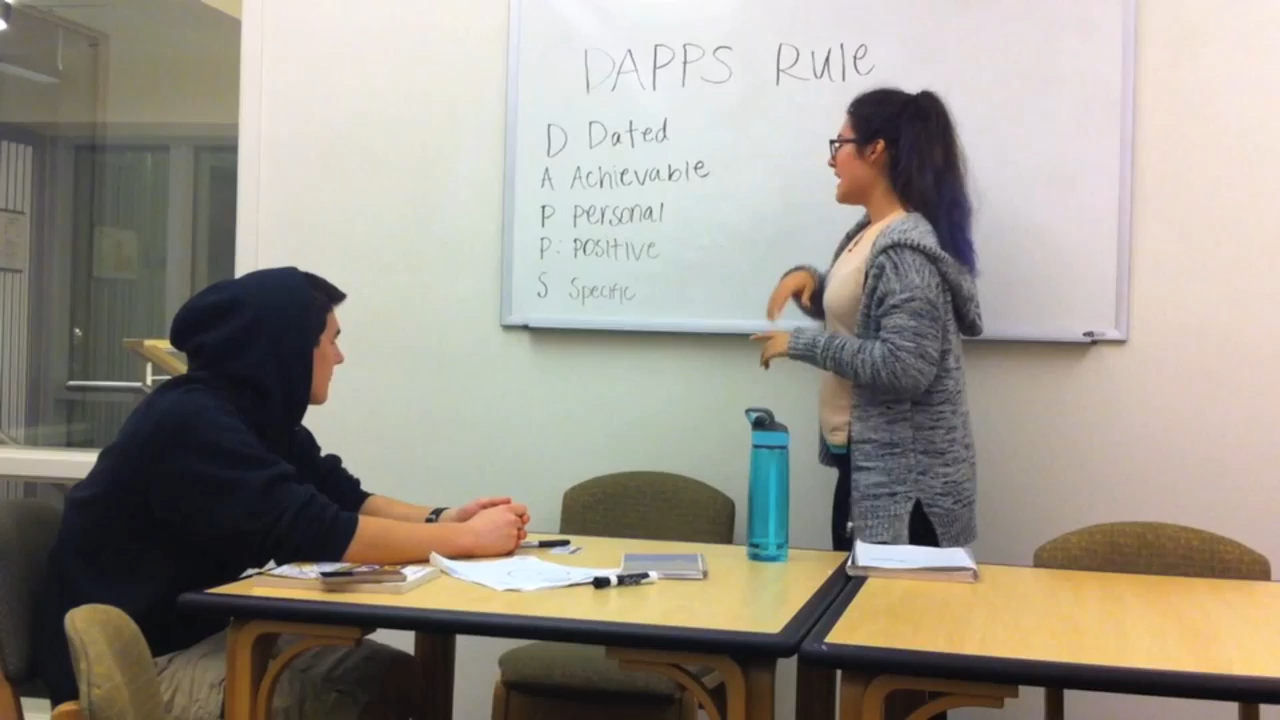 DAPPS Rule
D Dated
A Achievable
P Personal
P: Positive
S Specific